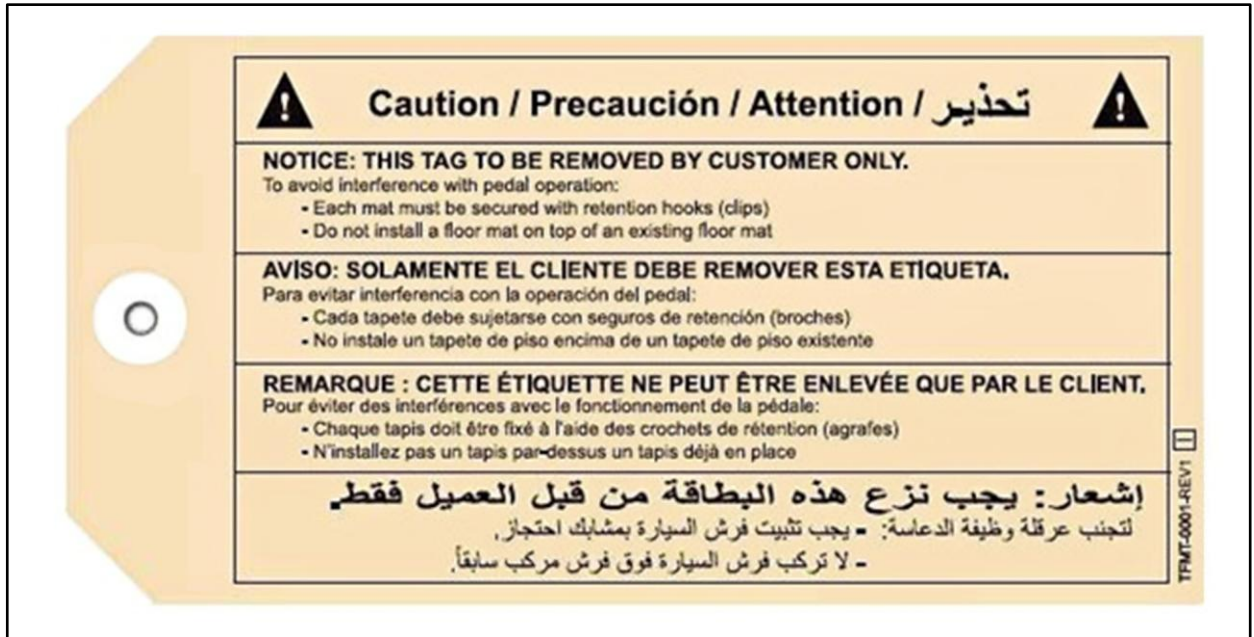 Caution / Precaución / Attention / تحذير
NOTICE: THIS TAG TO BE REMOVED BY CUSTOMER ONLY.
To avoid interference with pedal operation:
- Each mat must be secured with retention hooks (clips)
- Do not install a floor mat on top of an existing floor mat
AVISO: SOLAMENTE EL CLIENTE DEBE REMOVER ESTA ETIQUETA.
Para evitar interferencia con la operación del pedal:
- Cada tapete debe sujetarse con seguros de retención (broches)
- No instale un tapete de piso encima de un tapete de piso existente
REMARQUE : CETTE ÉTIQUETTE NE PEUT ÊTRE ENLEVÉE QUE PAR LE CLIENT.
Pour éviter des interférences avec le fonctionnement de la pédale:
- Chaque tapis doit être fixé à l'aide des crochets de rétention (agrafes)
- N'installez pas un tapis par-dessus un tapis déjà en place
إشعار: يجب نزع هذه البطاقة من قبل العميل فقط.
لتجنب عرقلة وظيفة الدعاسة: - يجب تثبيت فرش السيارة بمشابك احتجاز.
- لا تركب فرش السيارة فوق فرش مركب سابقاً.
TFMT-0001-REV1